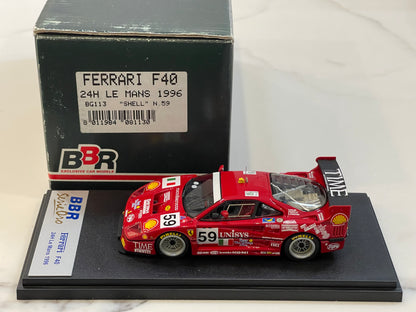 FERRARI F40
24H LE MANS 1996
BG113 "SHELL" N.59
8 011984 081130
BBR
EXCLUSIVE CAR MODELS
BBR
Ferrari F40
24H Le Mans 1996
TIME
59
59
UNISYS
TIME